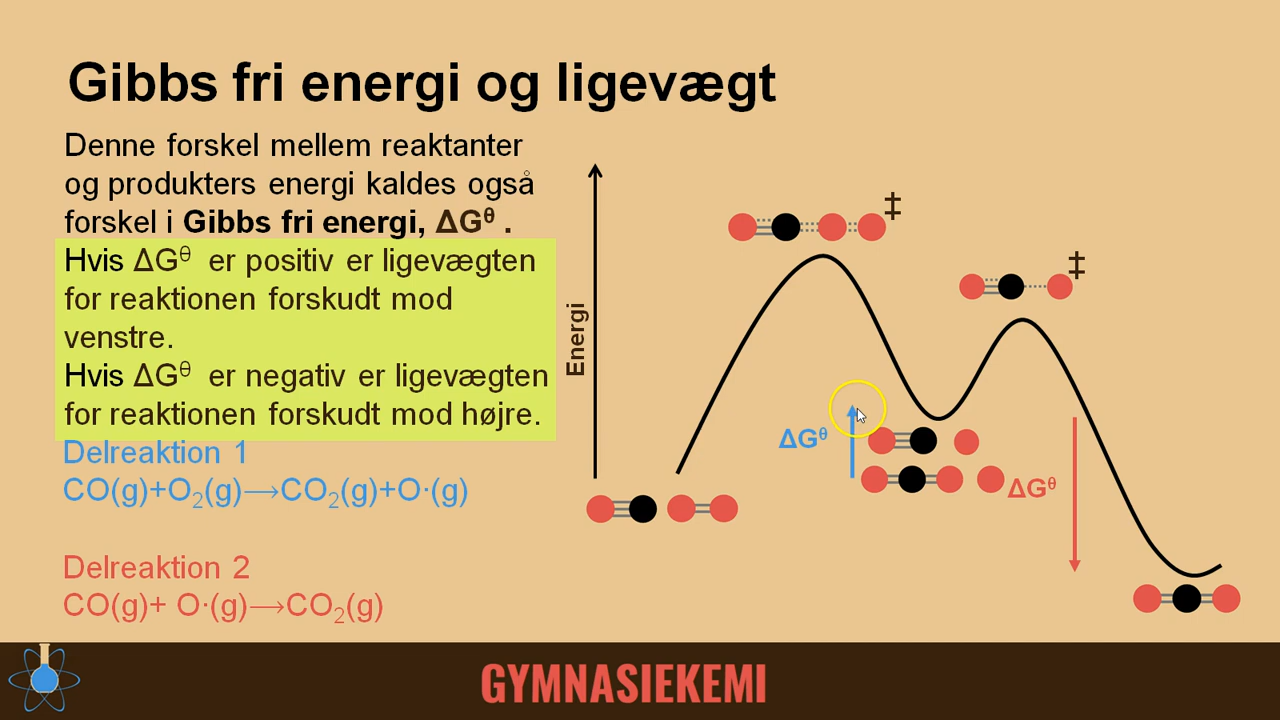 Gibbs fri energi og ligevægt
Denne forskel mellem reaktanter
og produkters energi kaldes også
forskel i Gibbs fri energi, ΔGᶿ .
Hvis ΔGᶿ er positiv er ligevægten
for reaktionen forskudt mod
venstre.
Hvis ΔGᶿ er negativ er ligevægten
for reaktionen forskudt mod højre.
Delreaktion 1
CO(g)+O₂(g)⟶CO₂(g)+O·(g)
Delreaktion 2
CO(g)+ O·(g)⟶CO₂(g)
Energi
‡
‡
ΔGᶿ
ΔGᶿ
GYMNASIEKEMI